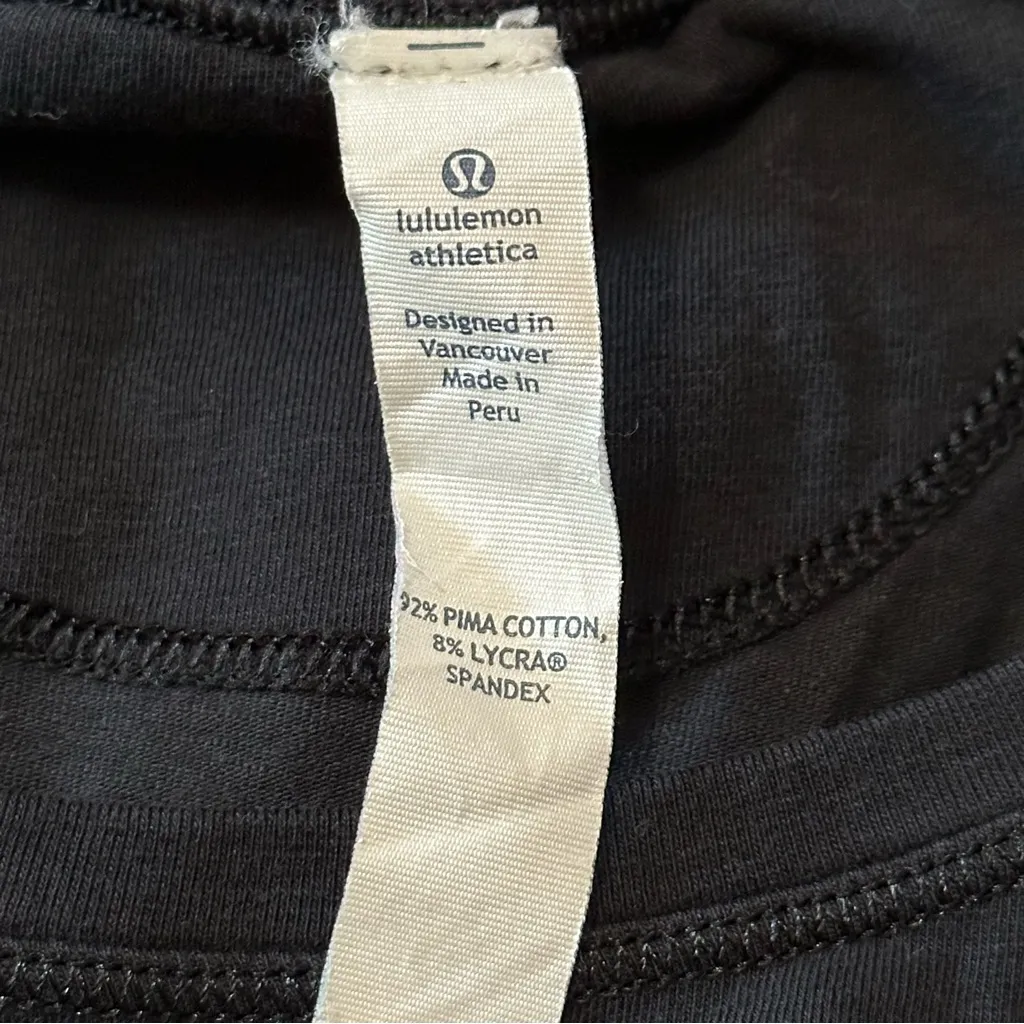 lululemon
athletica
Designed in
Vancouver
Made in
Peru
92% PIMA COTTON,
8% LYCRA®
SPANDEX